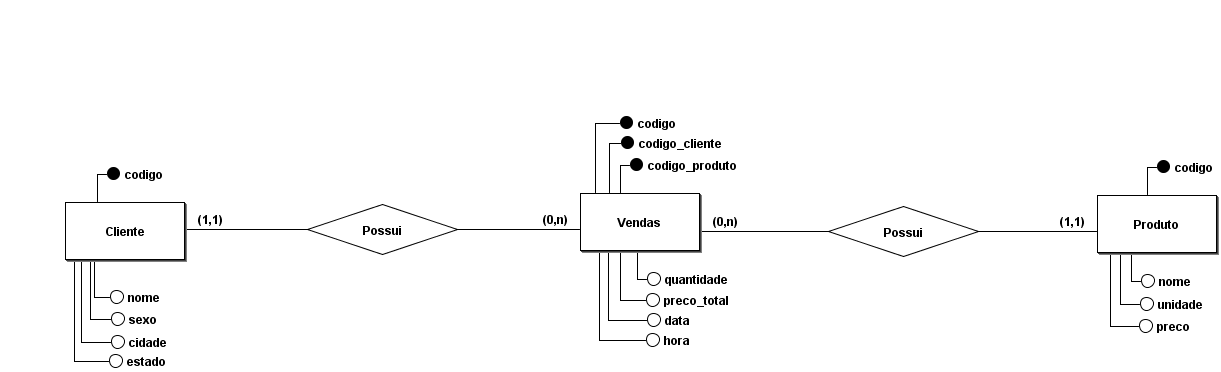 codigo
Cliente
nome
sexo
cidade
estado
(1,1)
Possui
(0,n)
codigo
codigo_cliente
codigo_produto
Vendas
quantidade
preco_total
data
hora
(0,n)
Possui
(1,1)
codigo
Produto
nome
unidade
preco